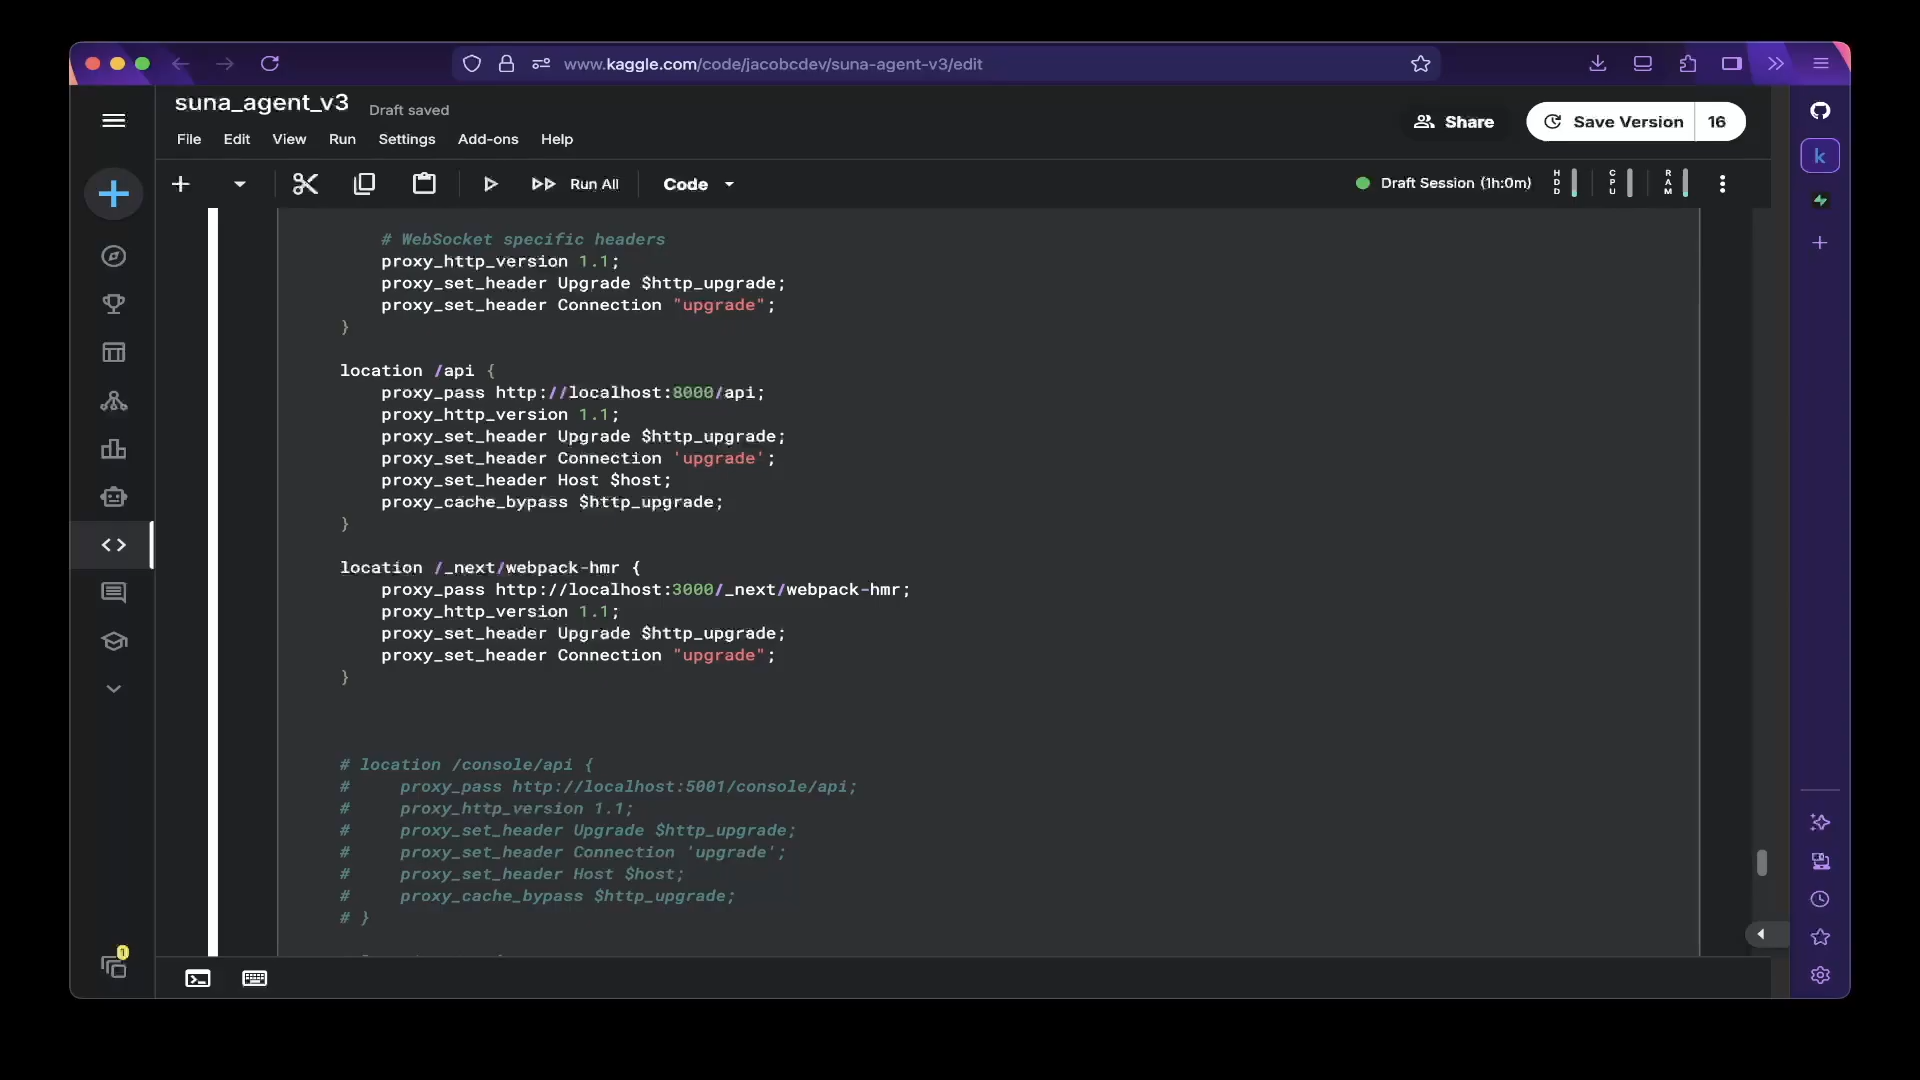 www.kaggle.com/code/jacobcdev/suna-agent-v3/edit
suna_agent_v3
Draft saved
File Edit View Run Settings Add-ons Help
Share
Save Version
16
Run All
Code
Draft Session (1h:0m)
HDD
CPU
RAM
k
# WebSocket specific headers
proxy_http_version 1.1;
proxy_set_header Upgrade $http_upgrade;
proxy_set_header Connection "upgrade";
}
location /api {
proxy_pass http://localhost:8000/api;
proxy_http_version 1.1;
proxy_set_header Upgrade $http_upgrade;
proxy_set_header Connection 'upgrade';
proxy_set_header Host $host;
proxy_cache_bypass $http_upgrade;
}
location /_next/webpack-hmr {
proxy_pass http://localhost:3000/_next/webpack-hmr;
proxy_http_version 1.1;
proxy_set_header Upgrade $http_upgrade;
proxy_set_header Connection "upgrade";
}
# location /console/api {
# proxy_pass http://localhost:5001/console/api;
# proxy_http_version 1.1;
# proxy_set_header Upgrade $http_upgrade;
# proxy_set_header Connection 'upgrade';
# proxy_set_header Host $host;
# proxy_cache_bypass $http_upgrade;
# }
1